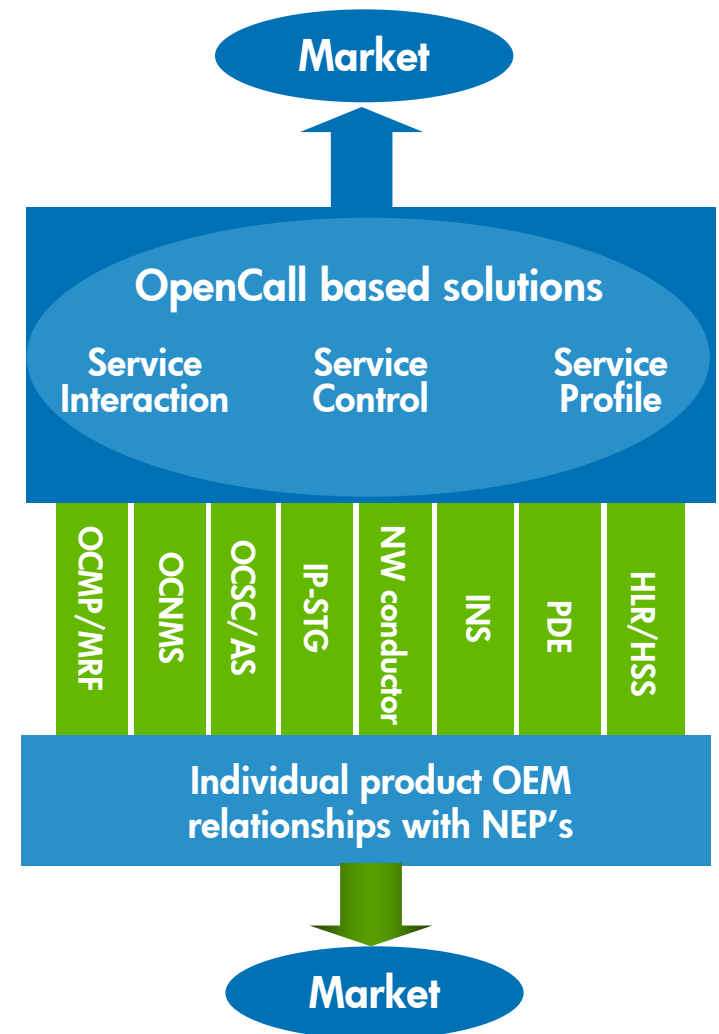 Market
OpenCall based solutions
Service
Interaction
Service
Control
Service
Profile
OCMP/MRF
OCNMS
OCSC/AS
IP-STG
NW conductor
INS
PDE
HLR/HSS
Individual product OEM
relationships with NEP's
Market